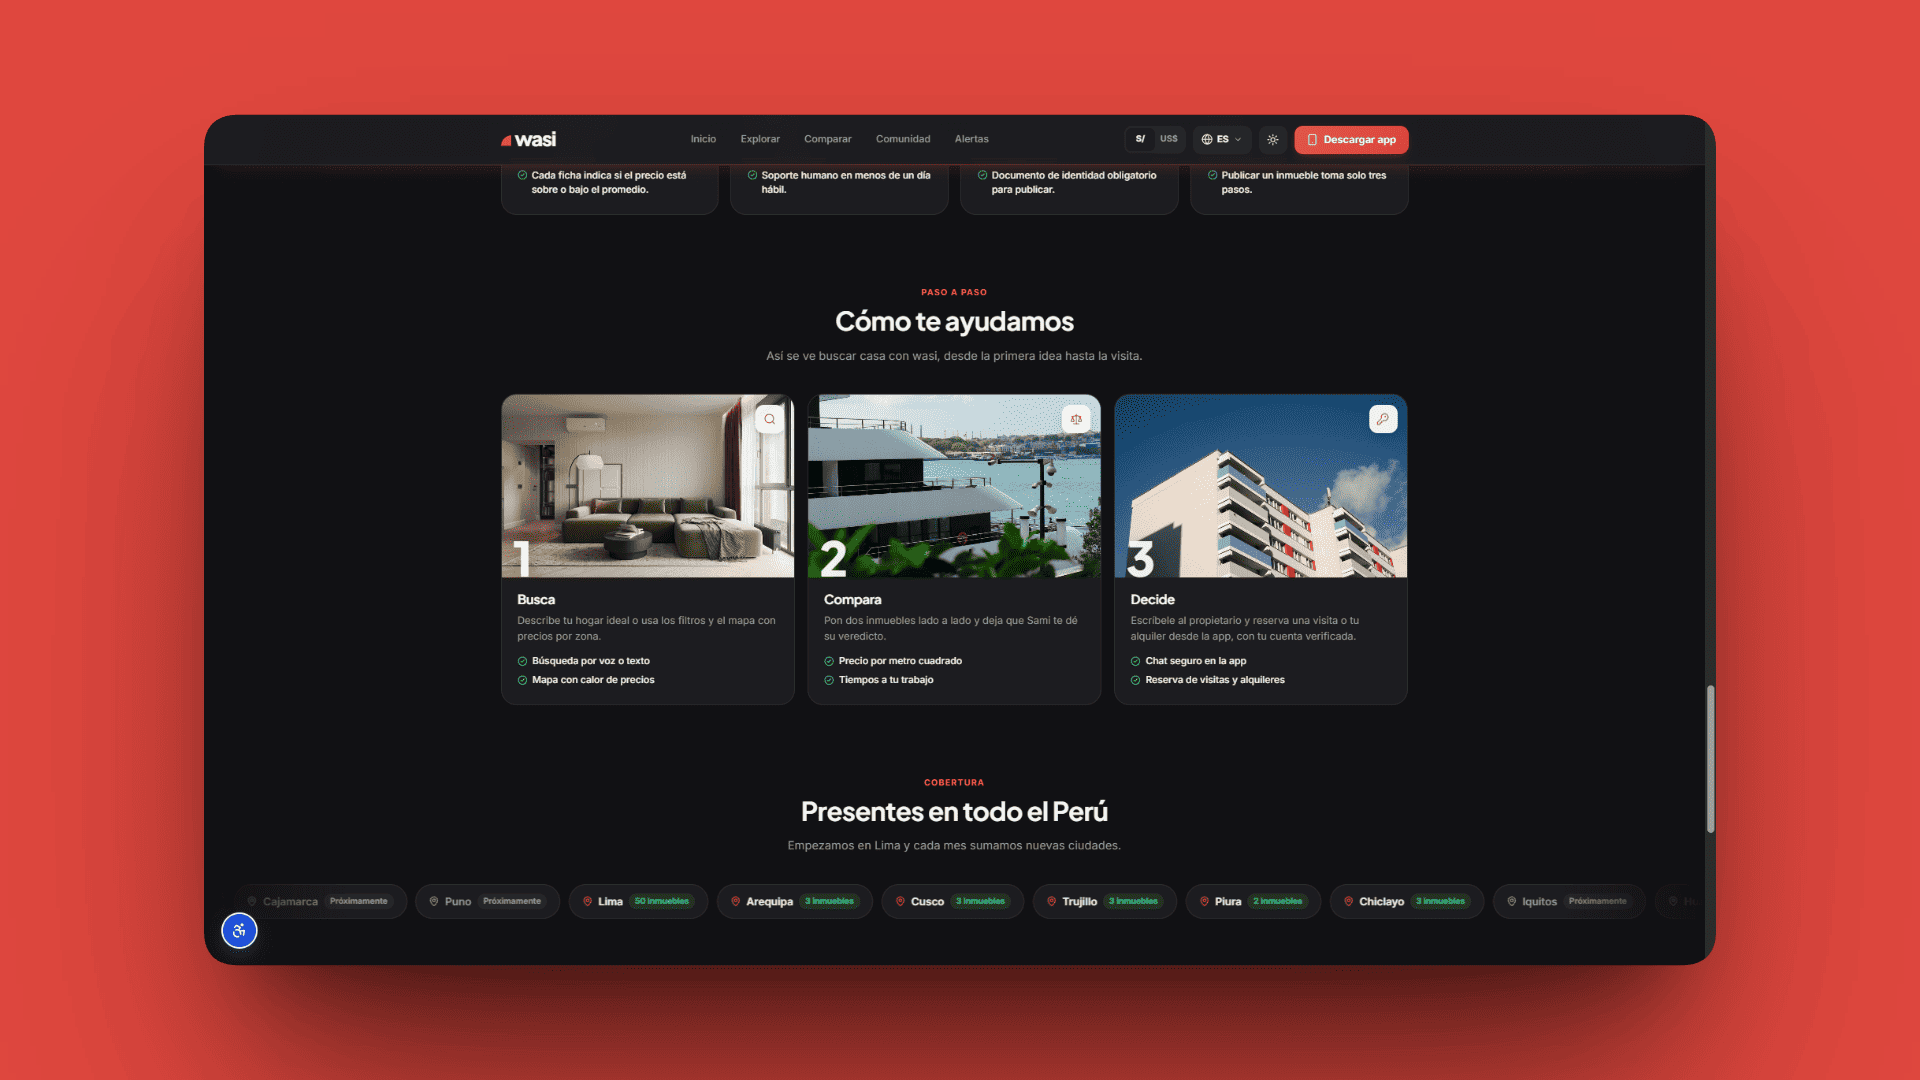 wasi
Inicio
Explorar
Comparar
Comunidad
Alertas
S/
US$
ES
Descargar app
Cada ficha indica si el precio está
sobre o bajo el promedio.
Soporte humano en menos de un día
hábil.
Documento de identidad obligatorio
para publicar.
Publicar un inmueble toma solo tres
pasos.
PASO A PASO
Cómo te ayudamos
Así se ve buscar casa con wasi, desde la primera idea hasta la visita.
1
Busca
Describe tu hogar ideal o usa los filtros y el mapa con
precios por zona.
Búsqueda por voz o texto
Mapa con calor de precios
2
Compara
Pon dos inmuebles lado a lado y deja que Sami te dé
su veredicto.
Precio por metro cuadrado
Tiempos a tu trabajo
3
Decide
Escríbele al propietario y reserva una visita o tu
alquiler desde la app, con tu cuenta verificada.
Chat seguro en la app
Reserva de visitas y alquileres
COBERTURA
Presentes en todo el Perú
Empezamos en Lima y cada mes sumamos nuevas ciudades.
Cajamarca Próximamente
Puno Próximamente
Lima 50 inmuebles
Arequipa 3 inmuebles
Cusco 3 inmuebles
Trujillo 3 inmuebles
Piura 2 inmuebles
Chiclayo 3 inmuebles
Iquitos Próximamente